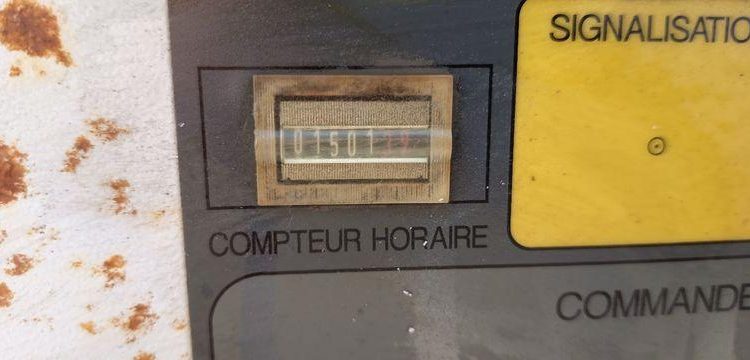 SIGNALISATIO
01501
COMPTEUR HORAIRE
COMMANDE